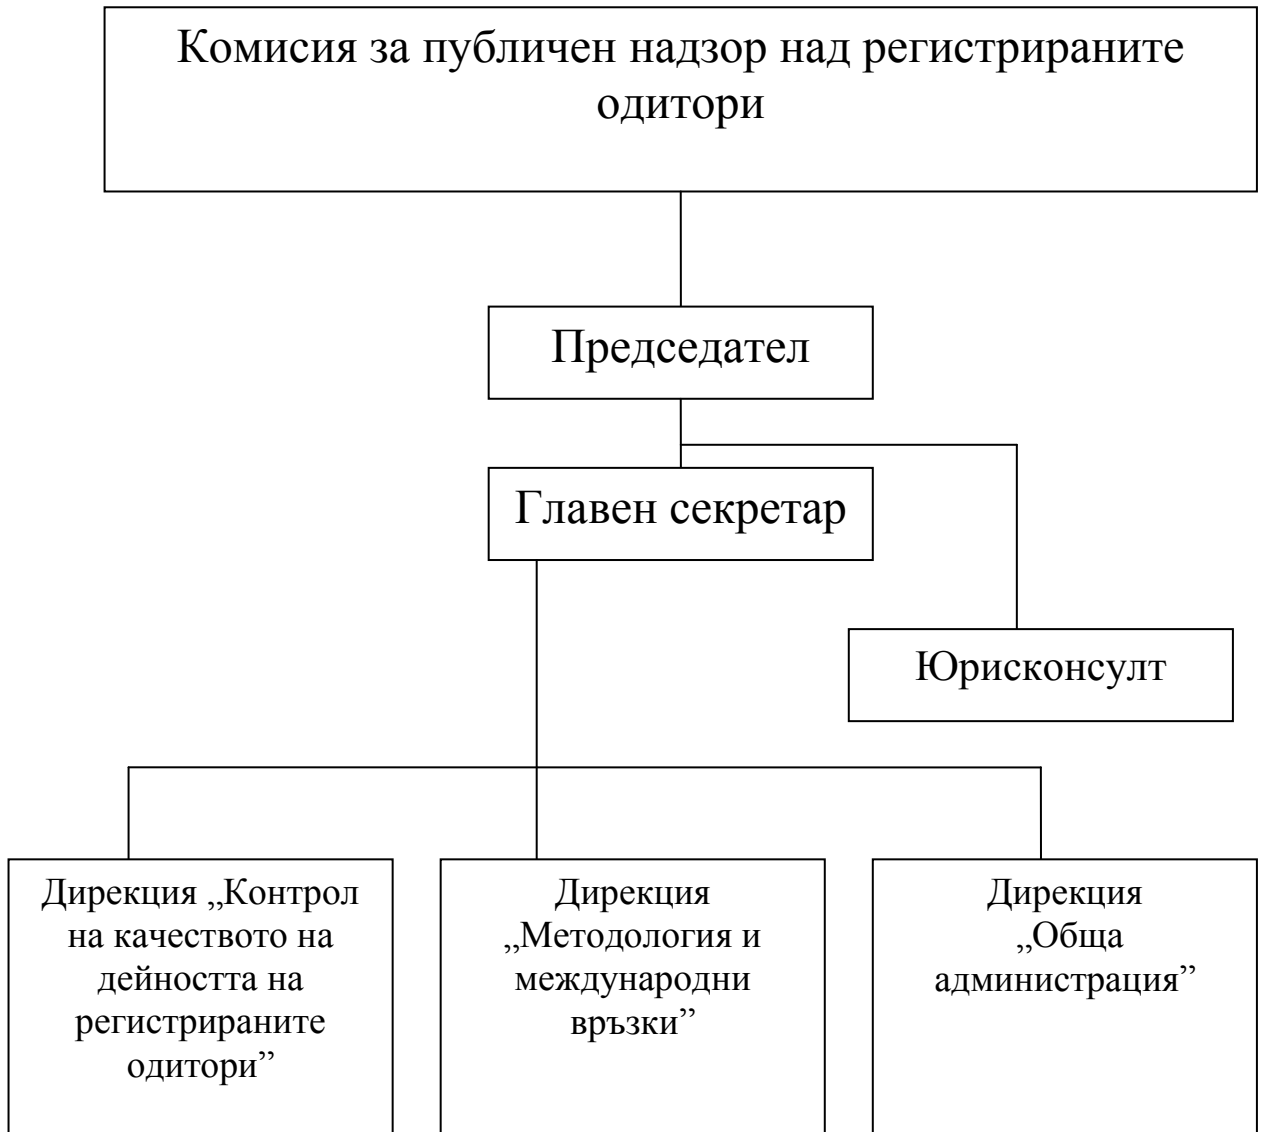 Комисия за публичен надзор над регистрираните
одитори
Председател
Главен секретар
Юрисконсулт
Дирекция „Контрол
на качеството на
дейността на
регистрираните
одитори”
Дирекция
„Методология и
международни
връзки”
Дирекция
„Обща
администрация”